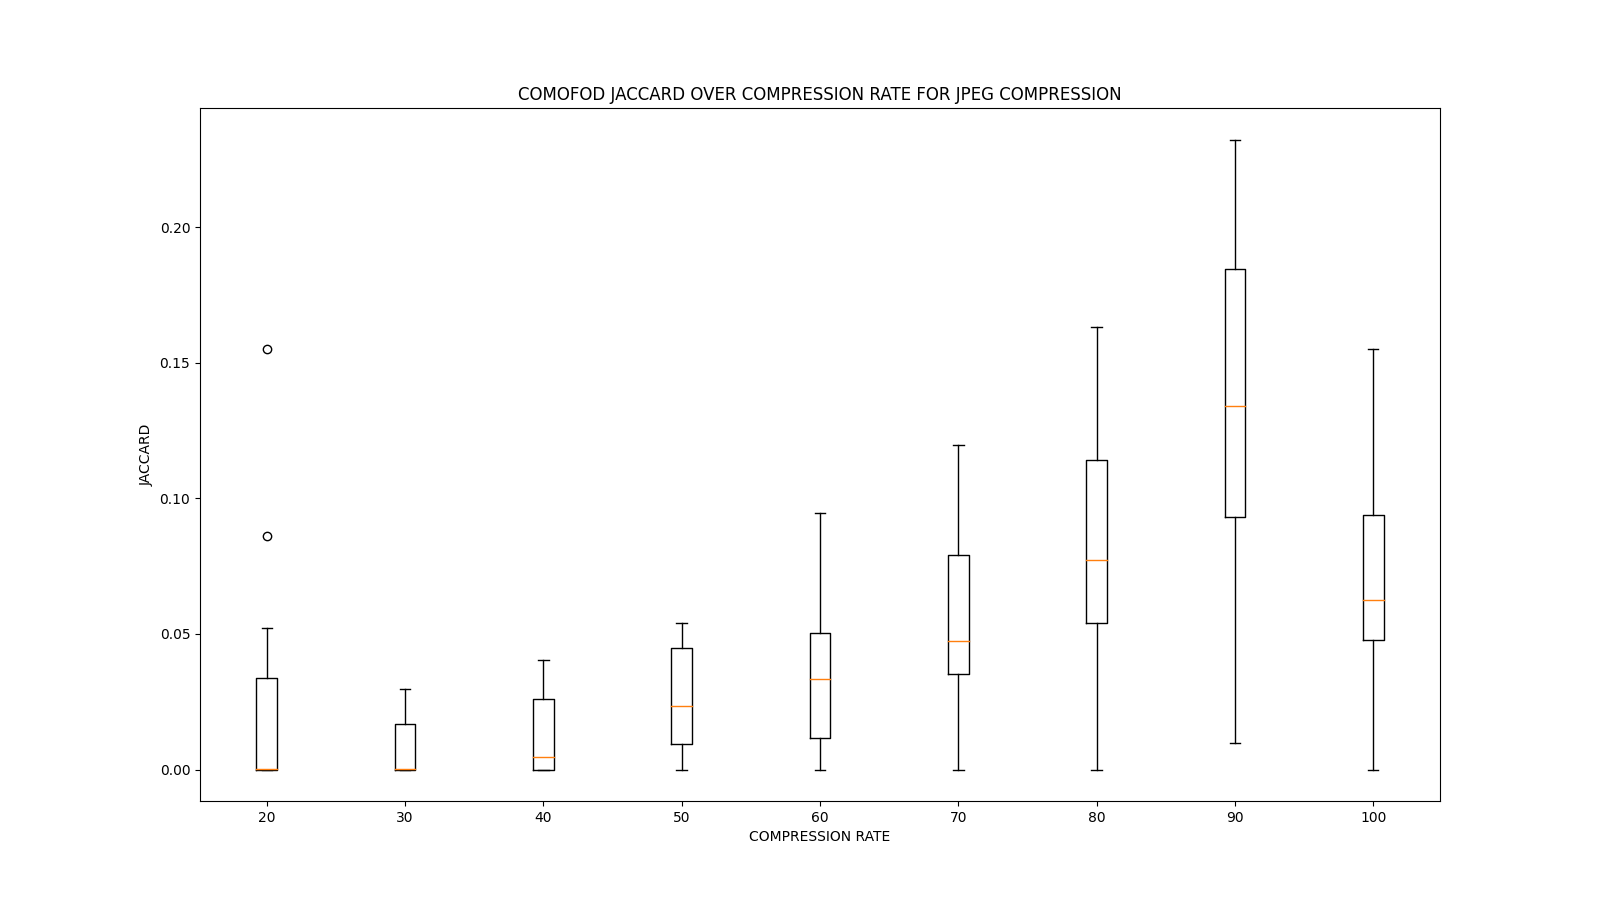 COMOFOD JACCARD OVER COMPRESSION RATE FOR JPEG COMPRESSION
JACCARD
0.20
0.15
0.10
0.05
0.00
20 30 40 50 60 70 80 90 100
COMPRESSION RATE